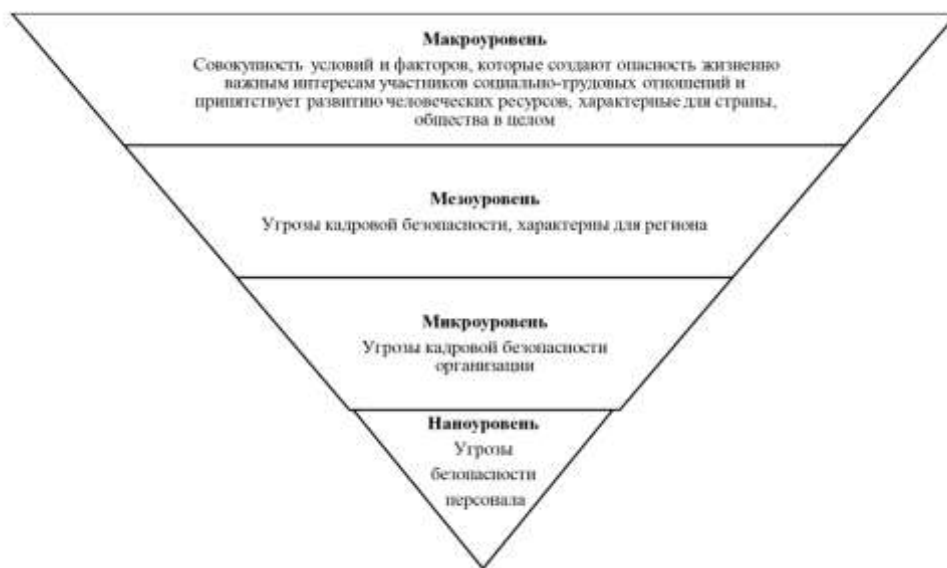 Макроуровень
Совокупность условий и факторов, которые создают опасность жизненно
важным интересам участников социально-трудовых отношений и
припятствует развитию человеческих ресурсов, характерные для страны,
общества в целом
Мезоуровень
Угрозы кадровой безопасности, характерны для региона
Микроуровень
Угрозы кадровой безопасности
организации
Наноуровень
Угрозы
безопасности
персонала